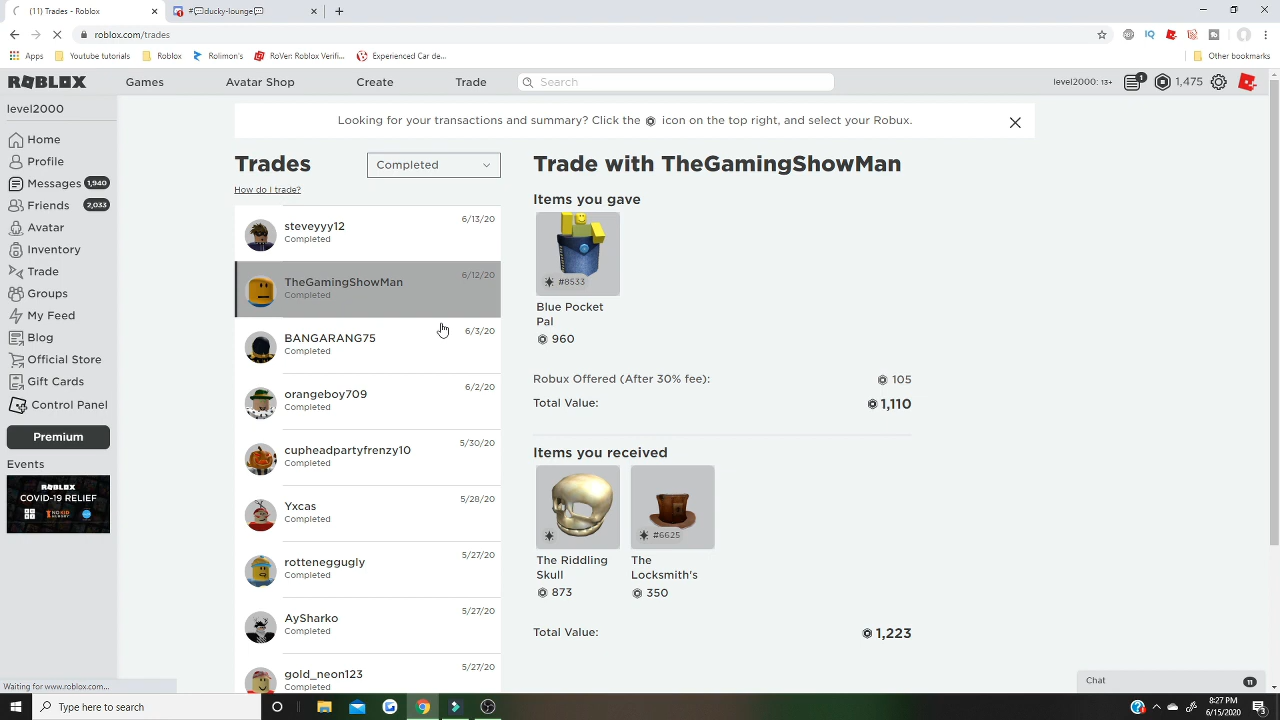 (11) Trades - Roblox
#💬ducky-lounge💬
roblox.com/trades
Apps
Youtube tutorials
Roblox
Rolimon's
RoVen Roblox Verifi...
Experienced Car de...
Other bookmarks
ROBLOX
Games
Avatar Shop
Create
Trade
Search
level2000: 13+
1
1,475
level2000
Home
Profile
Messages 1,940
Friends 2,033
Avatar
Inventory
Trade
Groups
My Feed
Blog
Official Store
Gift Cards
Control Panel
Premium
Events
ROBLOX
COVID-19 RELIEF
Looking for your transactions and summary? Click the icon on the top right, and select your Robux.
Trades
Completed
How do I trade?
6/13/20
steveyyy12
Completed
6/12/20
TheGamingShowMan
Completed
6/3/20
BANGARANG75
Completed
6/2/20
orangeboy709
Completed
5/30/20
cupheadpartyfrenzy10
Completed
5/28/20
Yxcas
Completed
5/27/20
rotteneggugly
Completed
5/27/20
AySharko
Completed
5/27/20
gold_neon123
Completed
Trade with TheGamingShowMan
Items you gave
#8533
Blue Pocket
Pal
960
Robux Offered (After 30% fee): 105
Total Value: 1,110
Items you received
#6625
The Riddling
Skull
873
The
Locksmith's
350
Total Value: 1,223
Chat 11
Waiting for www.roblox.com...
Type here to search
8:27 PM
6/15/2020
3